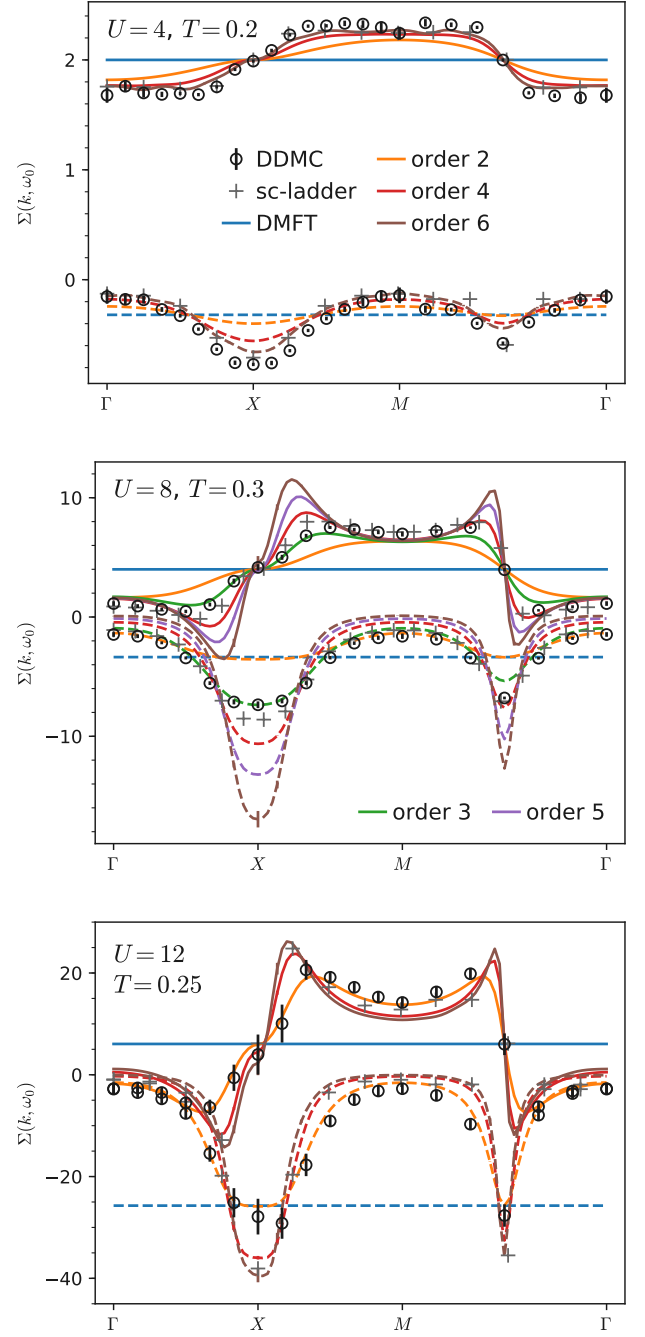 U = 4, T = 0.2
2
1
0
Σ(k, ω₀)
DDMC
sc-ladder
DMFT
order 2
order 4
order 6
Γ X M Γ
U = 8, T = 0.3
10
0
−10
Σ(k, ω₀)
order 3 order 5
Γ X M Γ
U = 12
T = 0.25
20
0
−20
−40
Σ(k, ω₀)
Γ X M Γ